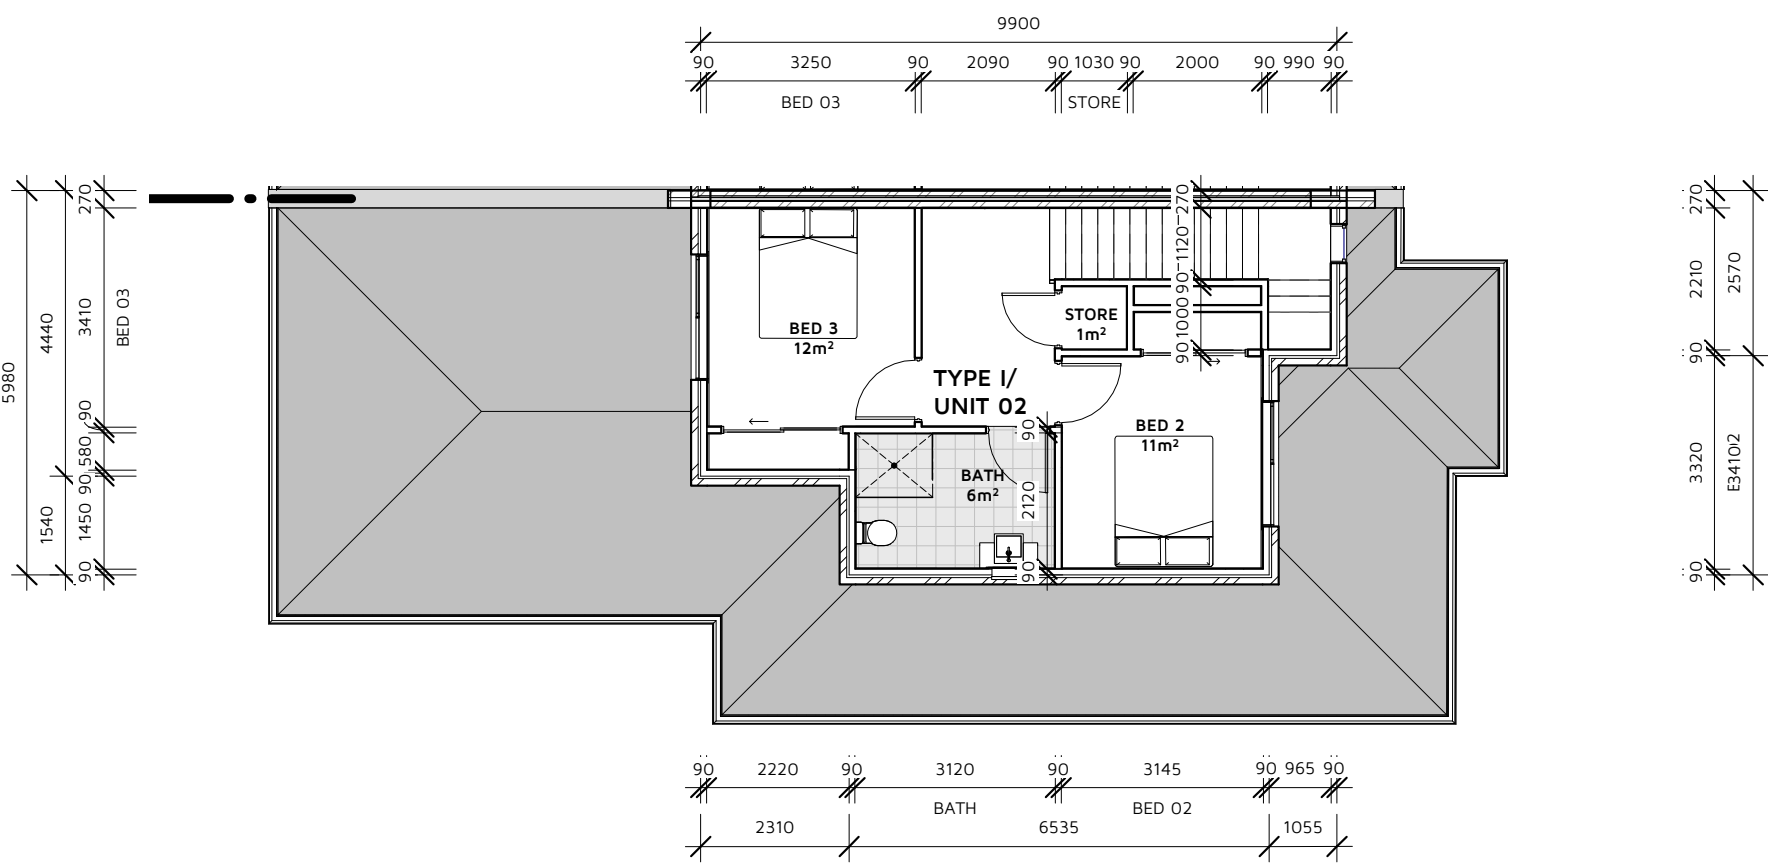 9900
90 3250 90 2090 90 1030 90 2000 90 990 90
BED 03 STORE
5980
4440 1540
270 3410 90 580 90 1450 90
BED 03
BED 3
12m²
TYPE I/
UNIT 02
STORE
1m²
BED 2
11m²
BATH
6m²
270 1120 90 1000 90
90 2120 90
270 2210 90 3320 90
2570
90 2220 90 3120 90 3145 90 965 90
BATH BED 02
2310 6535 1055